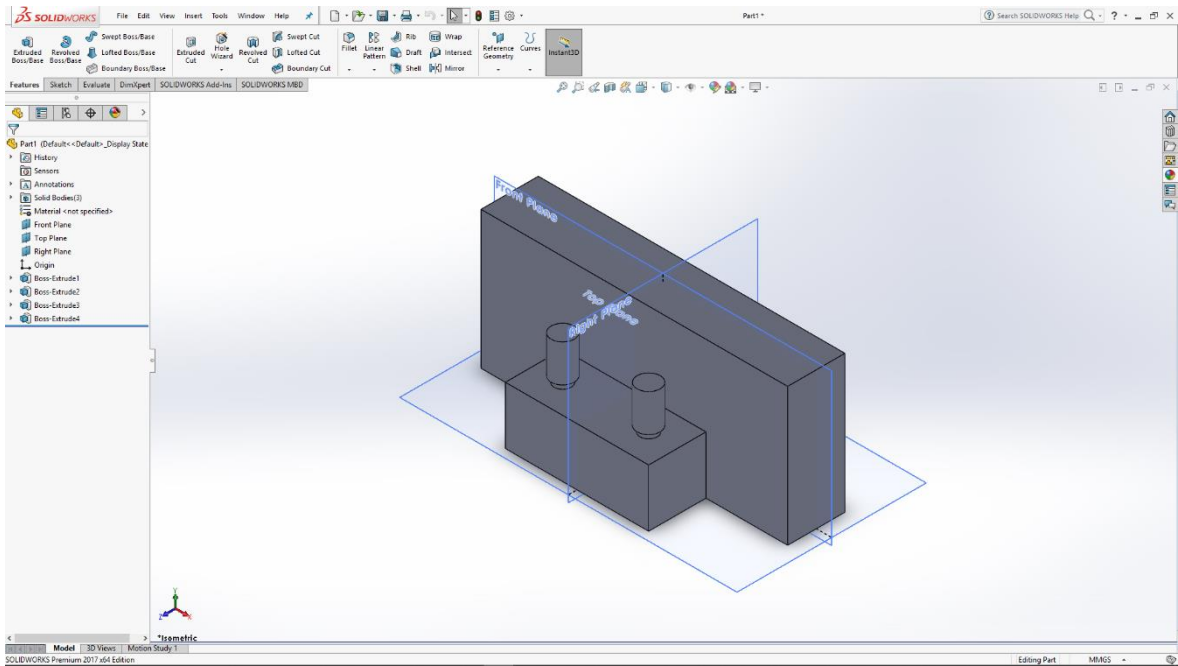 SOLIDWORKS File Edit View Insert Tools Window Help Part1 * Search SOLIDWORKS Help
Extruded Boss/Base Revolved Boss/Base Swept Boss/Base Lofted Boss/Base Boundary Boss/Base Extruded Cut Hole Wizard Revolved Cut Swept Cut Lofted Cut Boundary Cut Fillet Linear Pattern Rib Draft Shell Wrap Intersect Mirror Reference Geometry Curves Instant3D
Features Sketch Evaluate DimXpert SOLIDWORKS Add-Ins SOLIDWORKS MBD
Part1 (Default<<Default>_Display State
History
Sensors
Annotations
Solid Bodies(3)
Material <not specified>
Front Plane
Top Plane
Right Plane
Origin
Boss-Extrude1
Boss-Extrude2
Boss-Extrude3
Boss-Extrude4
Front Plane
Top Plane
Right Plane
Y
Z
X
*Isometric
Model 3D Views Motion Study 1
SOLIDWORKS Premium 2017 x64 Edition Editing Part MMGS